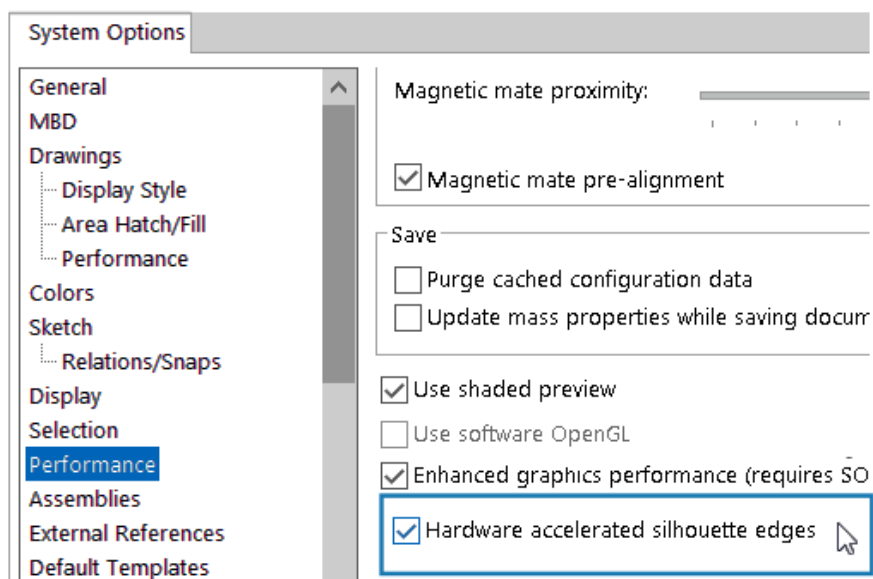 System Options
General
MBD
Drawings
Display Style
Area Hatch/Fill
Performance
Colors
Sketch
Relations/Snaps
Display
Selection
Performance
Assemblies
External References
Default Templates
Magnetic mate proximity:
Magnetic mate pre-alignment
Save
Purge cached configuration data
Update mass properties while saving docum
Use shaded preview
Use software OpenGL
Enhanced graphics performance (requires SO
Hardware accelerated silhouette edges